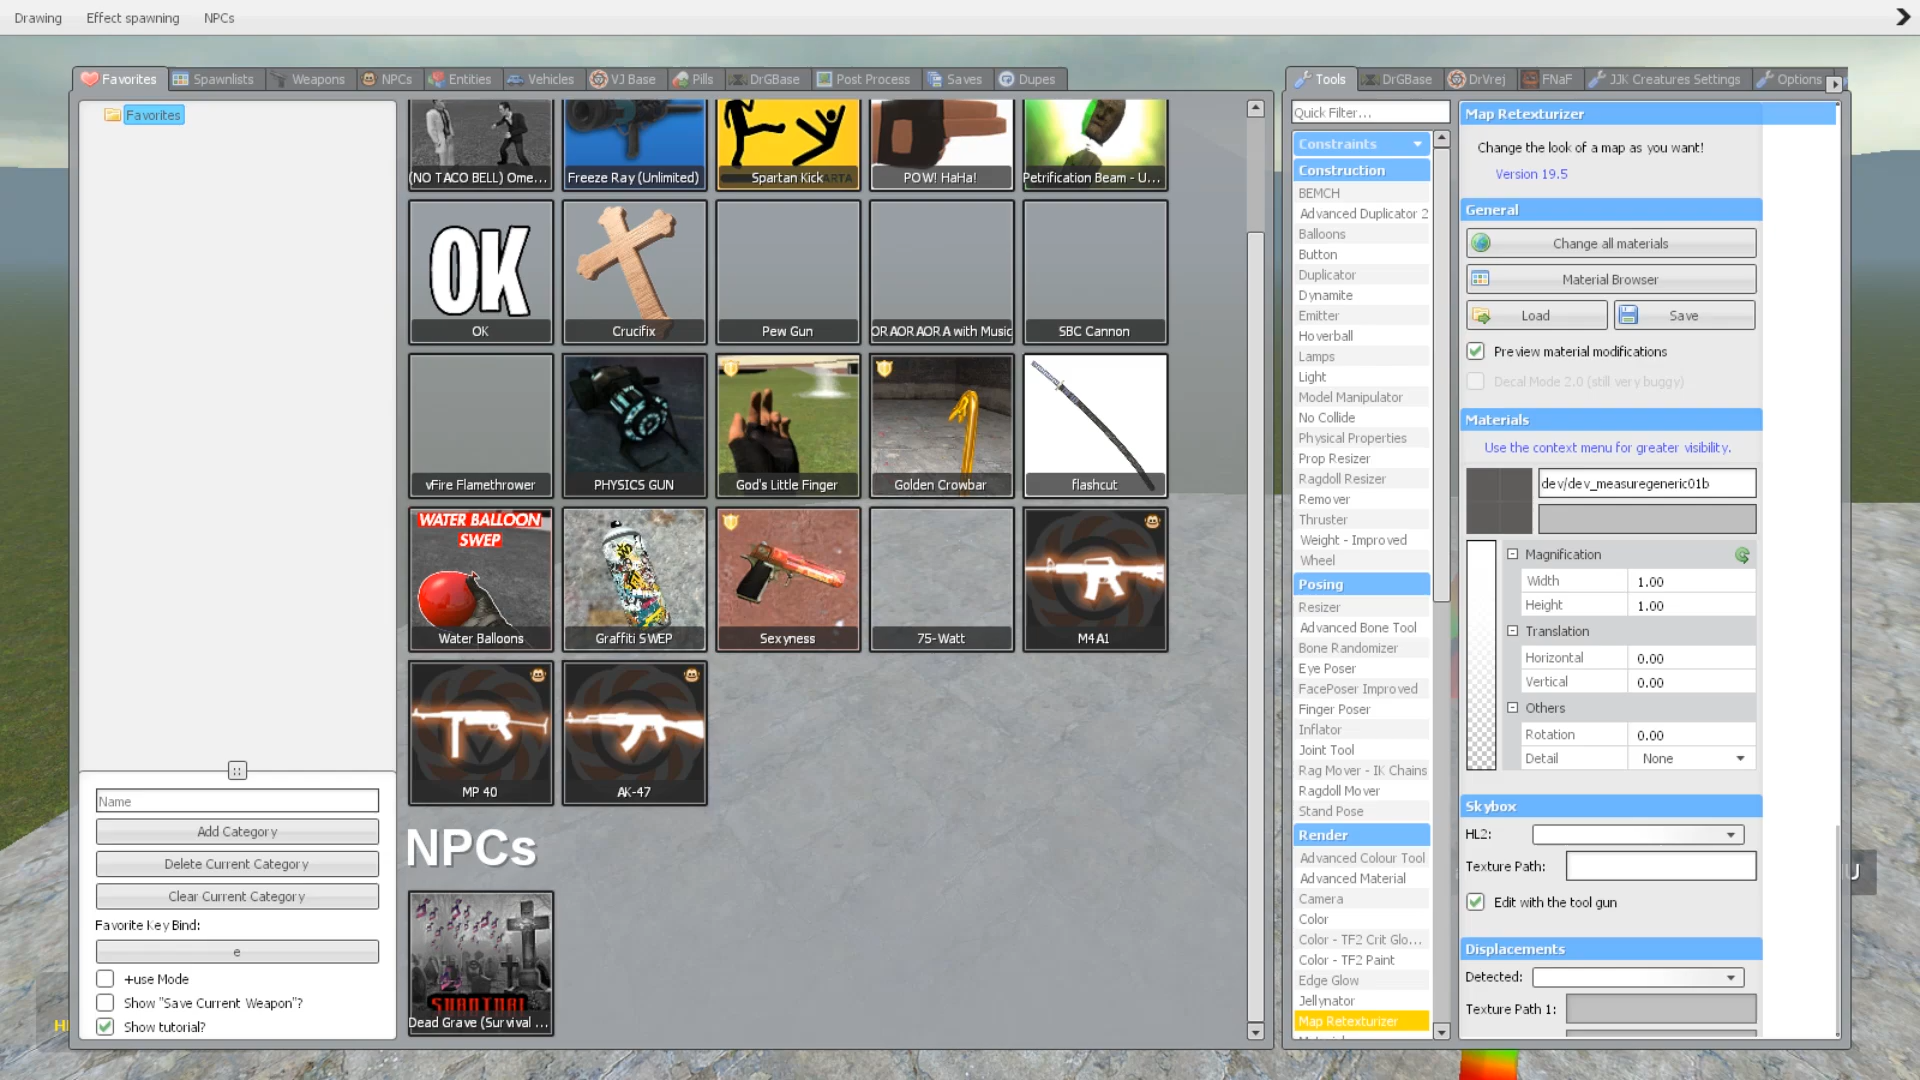 Drawing Effect spawning NPCs
Favorites Spawnlists Weapons NPCs Entities Vehicles VJ Base Pills DrGBase Post Process Saves Dupes
Favorites
(NO TACO BELL) Ome...
Freeze Ray (Unlimited)
Spartan Kick
POW! HaHa!
Petrification Beam - U...
OK
OK
Crucifix
Pew Gun
ORAORAORA with Music
SBC Cannon
vFire Flamethrower
PHYSICS GUN
God's Little Finger
Golden Crowbar
flashcut
WATER BALLOON
SWEP
Water Balloons
Graffiti SWEP
Sexyness
75-Watt
M4A1
MP 40
AK-47
NPCs
Dead Grave (Survival ...
Name
Add Category
Delete Current Category
Clear Current Category
Favorite Key Bind:
e
+use Mode
Show "Save Current Weapon"?
Show tutorial?
Tools DrGBase DrVrej FNaF JJK Creatures Settings Options
Quick Filter...
Constraints
Construction
BEMCH
Advanced Duplicator 2
Balloons
Button
Duplicator
Dynamite
Emitter
Hoverball
Lamps
Light
Model Manipulator
No Collide
Physical Properties
Prop Resizer
Ragdoll Resizer
Remover
Thruster
Weight - Improved
Wheel
Posing
Resizer
Advanced Bone Tool
Bone Randomizer
Eye Poser
FacePoser Improved
Finger Poser
Inflator
Joint Tool
Rag Mover - IK Chains
Ragdoll Mover
Stand Pose
Render
Advanced Colour Tool
Advanced Material
Camera
Color
Color - TF2 Crit Glo...
Color - TF2 Paint
Edge Glow
Jellynator
Map Retexturizer
Map Retexturizer
Change the look of a map as you want!
Version 19.5
General
Change all materials
Material Browser
Load Save
Preview material modifications
Decal Mode 2.0 (still very buggy)
Materials
Use the context menu for greater visibility.
dev/dev_measuregeneric01b
Magnification
Width 1.00
Height 1.00
Translation
Horizontal 0.00
Vertical 0.00
Others
Rotation 0.00
Detail None
Skybox
HL2:
Texture Path:
Edit with the tool gun
Displacements
Detected:
Texture Path 1: